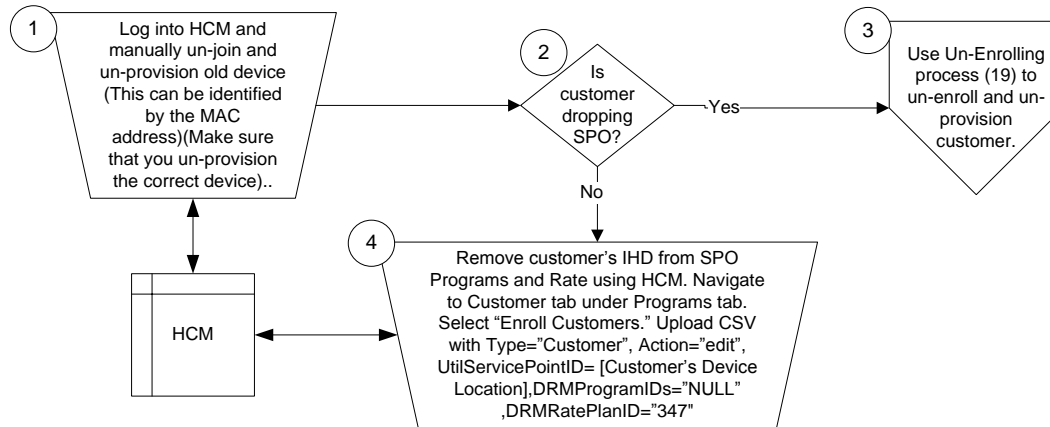 1
Log into HCM and
manually un-join and
un-provision old device
(This can be identified
by the MAC
address)(Make sure
that you un-provision
the correct device)..
2
Is
customer
dropping
SPO?
Yes
No
3
Use Un-Enrolling
process (19) to
un-enroll and un-
provision
customer.
4
Remove customer’s IHD from SPO
Programs and Rate using HCM. Navigate
to Customer tab under Programs tab.
Select “Enroll Customers.” Upload CSV
with Type=”Customer”, Action=”edit”,
UtilServicePointID= [Customer’s Device
Location],DRMProgramIDs=”NULL”
,DRMRatePlanID=”347"
HCM